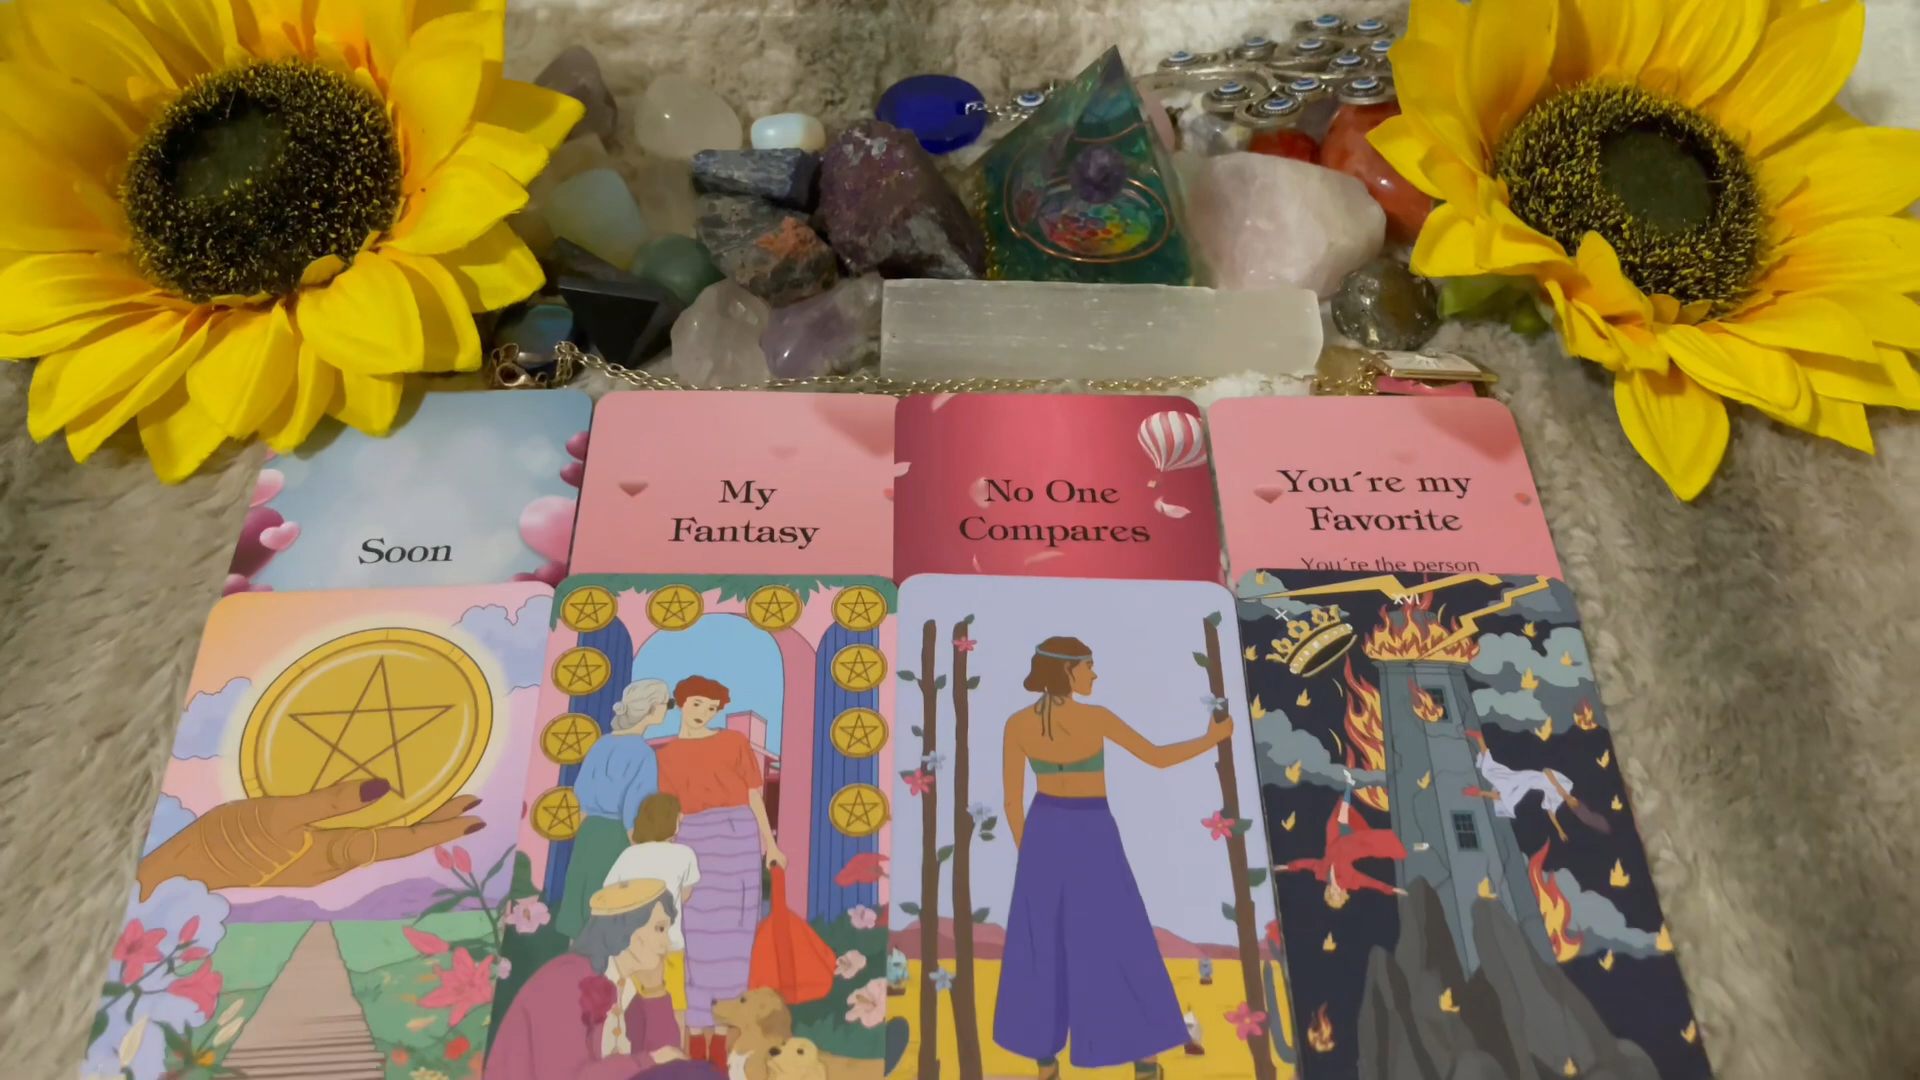 Soon
My
Fantasy
No One
Compares
You´re my
Favorite
You´re the person
XVI